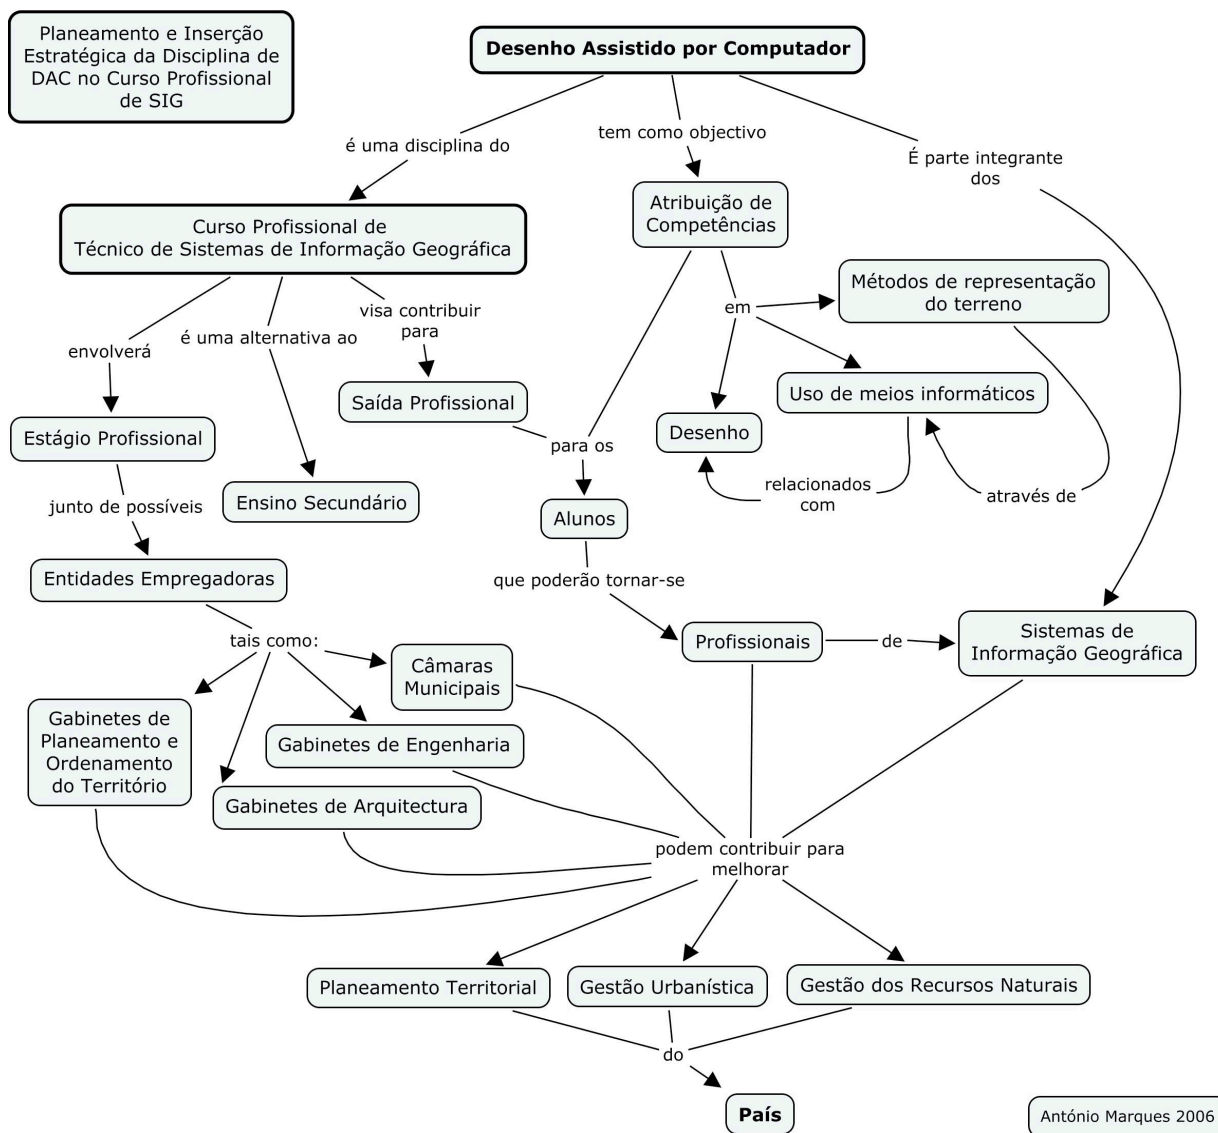 Planeamento e Inserção
Estratégica da Disciplina de
DAC no Curso Profissional
de SIG
Desenho Assistido por Computador
é uma disciplina do
tem como objectivo
É parte integrante
dos
Curso Profissional de
Técnico de Sistemas de Informação Geográfica
Atribuição de
Competências
Métodos de representação
do terreno
em
visa contribuir
para
é uma alternativa ao
envolverá
Uso de meios informáticos
Saída Profissional
Estágio Profissional
Desenho
para os
relacionados
com
através de
junto de possíveis
Ensino Secundário
Alunos
Entidades Empregadoras
que poderão tornar-se
tais como:
Profissionais
de
Sistemas de
Informação Geográfica
Câmaras
Municipais
Gabinetes de
Planeamento e
Ordenamento
do Território
Gabinetes de Engenharia
Gabinetes de Arquitectura
podem contribuir para
melhorar
Planeamento Territorial
Gestão Urbanística
Gestão dos Recursos Naturais
do
País
António Marques 2006